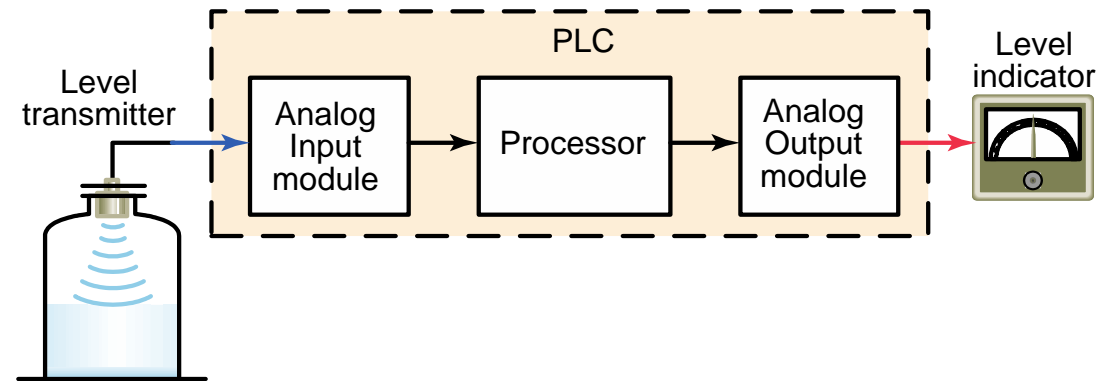 PLC
Level
transmitter
Analog
Input
module
Processor
Analog
Output
module
Level
indicator